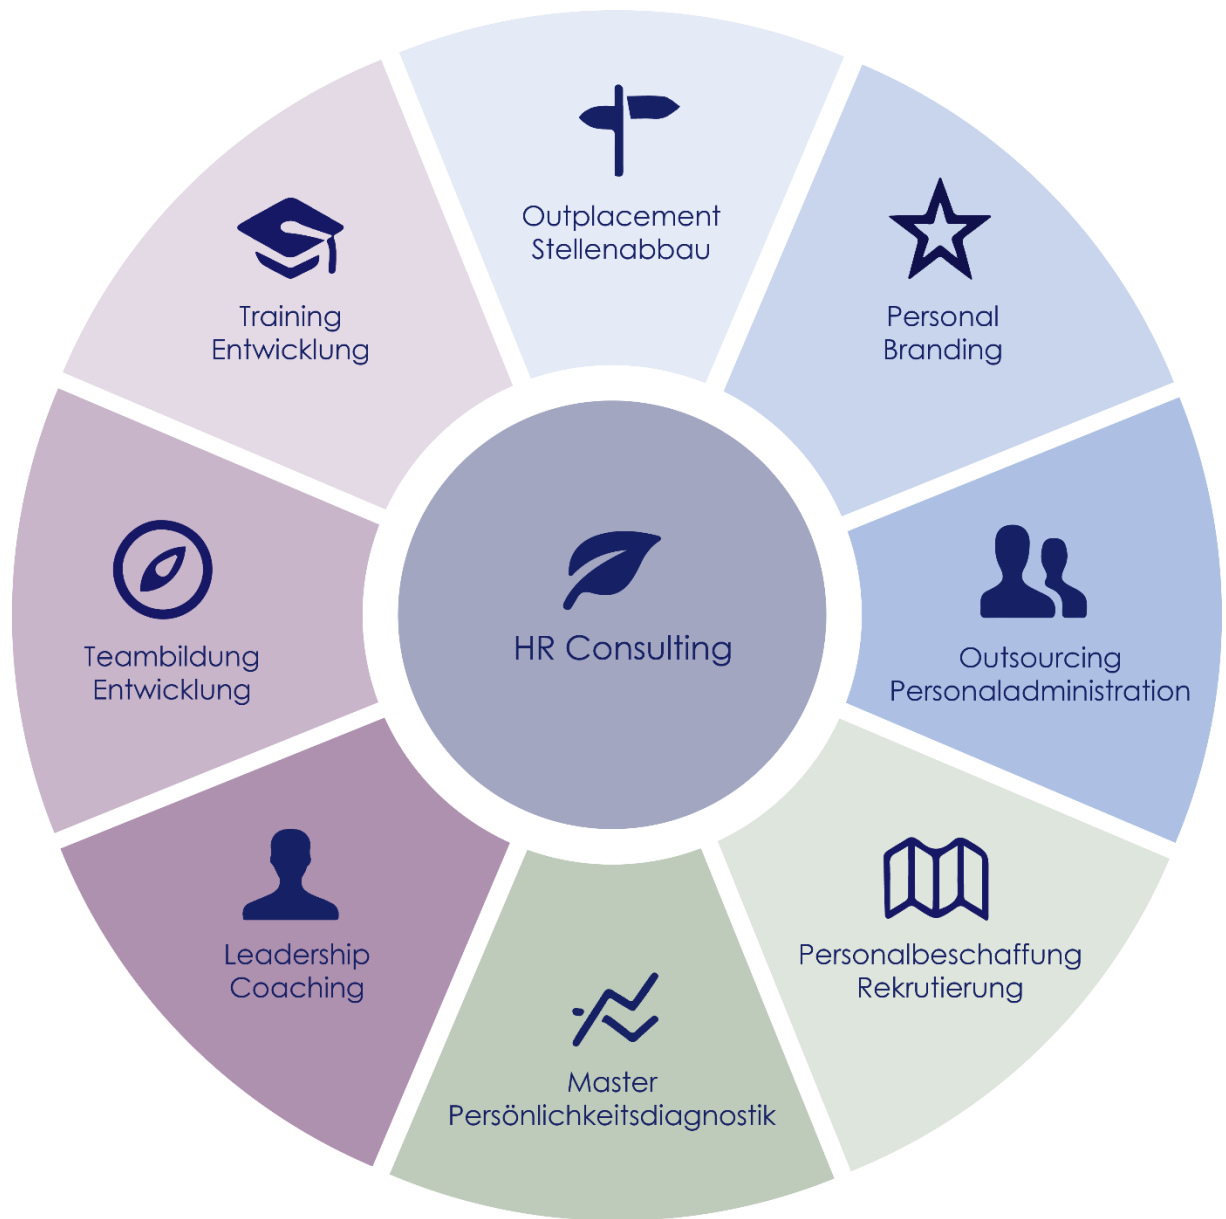 Outplacement
Stellenabbau
Personal
Branding
Outsourcing
Personaladministration
Personalbeschaffung
Rekrutierung
Master
Persönlichkeitsdiagnostik
Leadership
Coaching
Teambildung
Entwicklung
Training
Entwicklung
HR Consulting